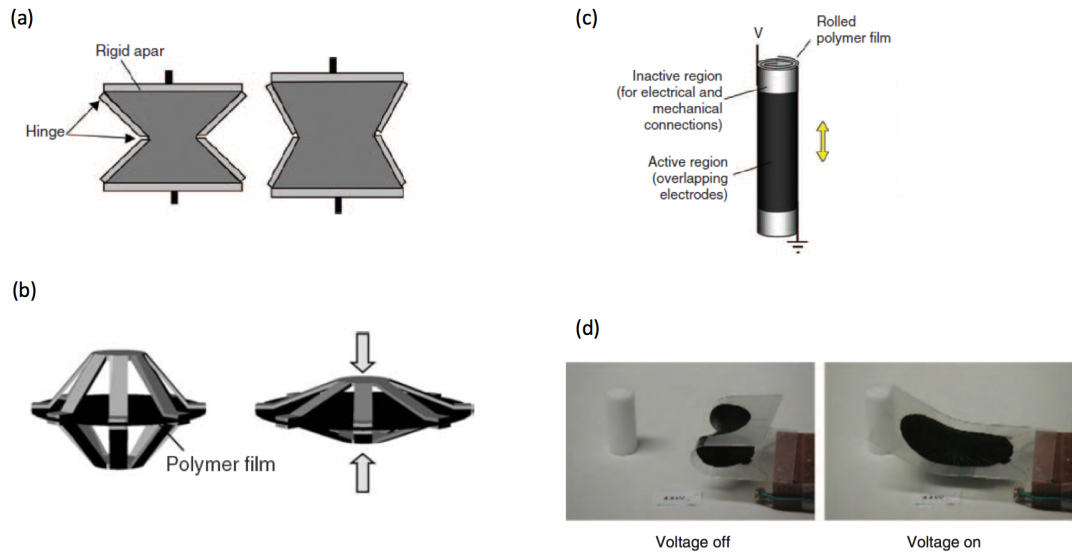 (a)
Rigid apar
Hinge
(b)
Polymer film
(c)
V
Rolled
polymer film
Inactive region
(for electrical and
mechanical
connections)
Active region
(overlapping
electrodes)
(d)
Voltage off
Voltage on